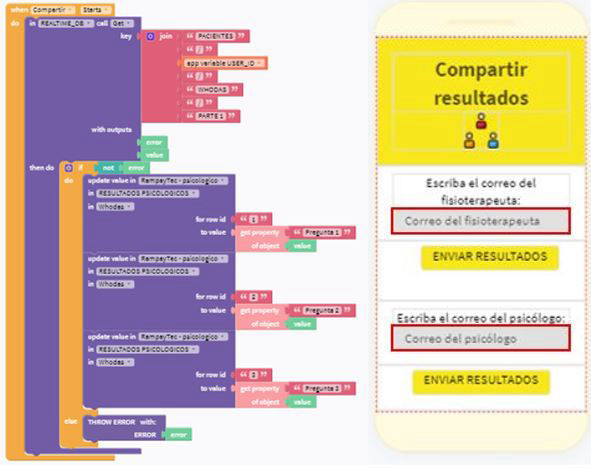 when Compartir Starts
do in REALTIME_DB call Get
key join “ PACIENTES ”
“ / ”
app variable USER_ID
“ / ”
“ WHODAS ”
“ / ”
“ PARTE 1 ”
with outputs
error
value
then do if not error
do update value in RampayTec - psicologico
in RESULTADOS PSICOLOGICOS
in Whodas
for row id “ 1 ”
to value get property “ Pregunta 1 ”
of object value
update value in RampayTec - psicologico
in RESULTADOS PSICOLOGICOS
in Whodas
for row id “ 2 ”
to value get property “ Pregunta 2 ”
of object value
update value in RampayTec - psicologico
in RESULTADOS PSICOLOGICOS
in Whodas
for row id “ 3 ”
to value get property “ Pregunta 3 ”
of object value
else THROW ERROR with:
ERROR error
Compartir
resultados
Escriba el correo del
fisioterapeuta:
Correo del fisioterapeuta
ENVIAR RESULTADOS
Escriba el correo del psicólogo:
Correo del psicólogo
ENVIAR RESULTADOS